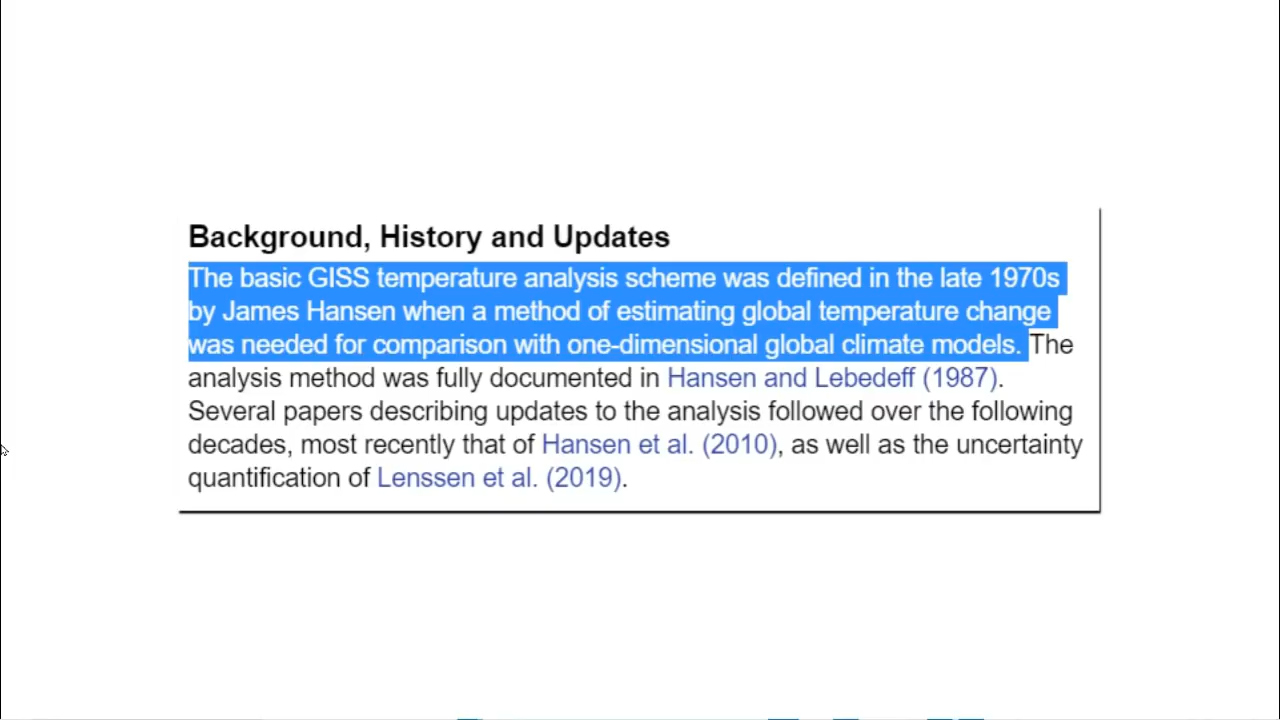 Background, History and Updates
The basic GISS temperature analysis scheme was defined in the late 1970s
by James Hansen when a method of estimating global temperature change
was needed for comparison with one-dimensional global climate models. The
analysis method was fully documented in Hansen and Lebedeff (1987).
Several papers describing updates to the analysis followed over the following
decades, most recently that of Hansen et al. (2010), as well as the uncertainty
quantification of Lenssen et al. (2019).